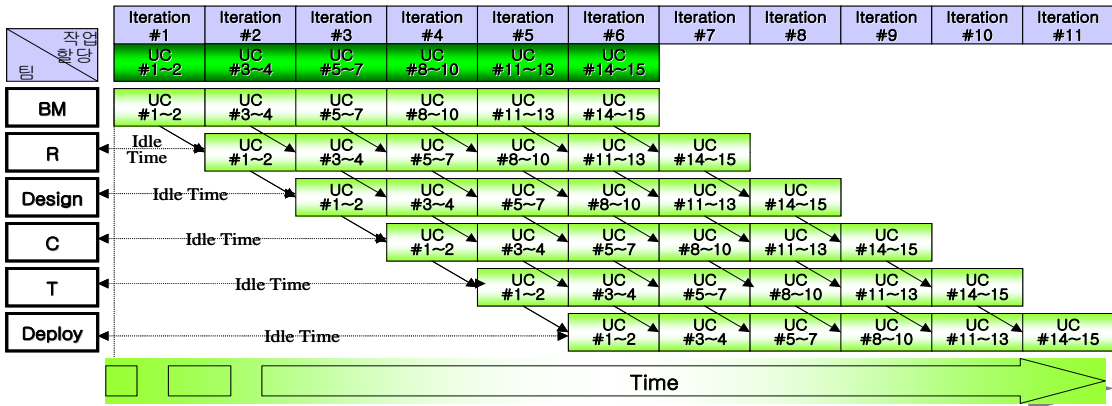 Iteration Iteration Iteration Iteration Iteration Iteration Iteration Iteration Iteration Iteration Iteration
#1 #2 #3 #4 #5 #6 #7 #8 #9 #10 #11
작업
할당
팀
UC UC UC UC UC UC
#1~2 #3~4 #5~7 #8~10 #11~13 #14~15
BM
UC UC UC UC UC UC
#1~2 #3~4 #5~7 #8~10 #11~13 #14~15
R
Idle
Time
UC UC UC UC UC UC
#1~2 #3~4 #5~7 #8~10 #11~13 #14~15
Design
Idle Time
UC UC UC UC UC UC
#1~2 #3~4 #5~7 #8~10 #11~13 #14~15
C
Idle Time
UC UC UC UC UC UC
#1~2 #3~4 #5~7 #8~10 #11~13 #14~15
T
Idle Time
UC UC UC UC UC UC
#1~2 #3~4 #5~7 #8~10 #11~13 #14~15
Deploy
Idle Time
UC UC UC UC UC UC
#1~2 #3~4 #5~7 #8~10 #11~13 #14~15
Time